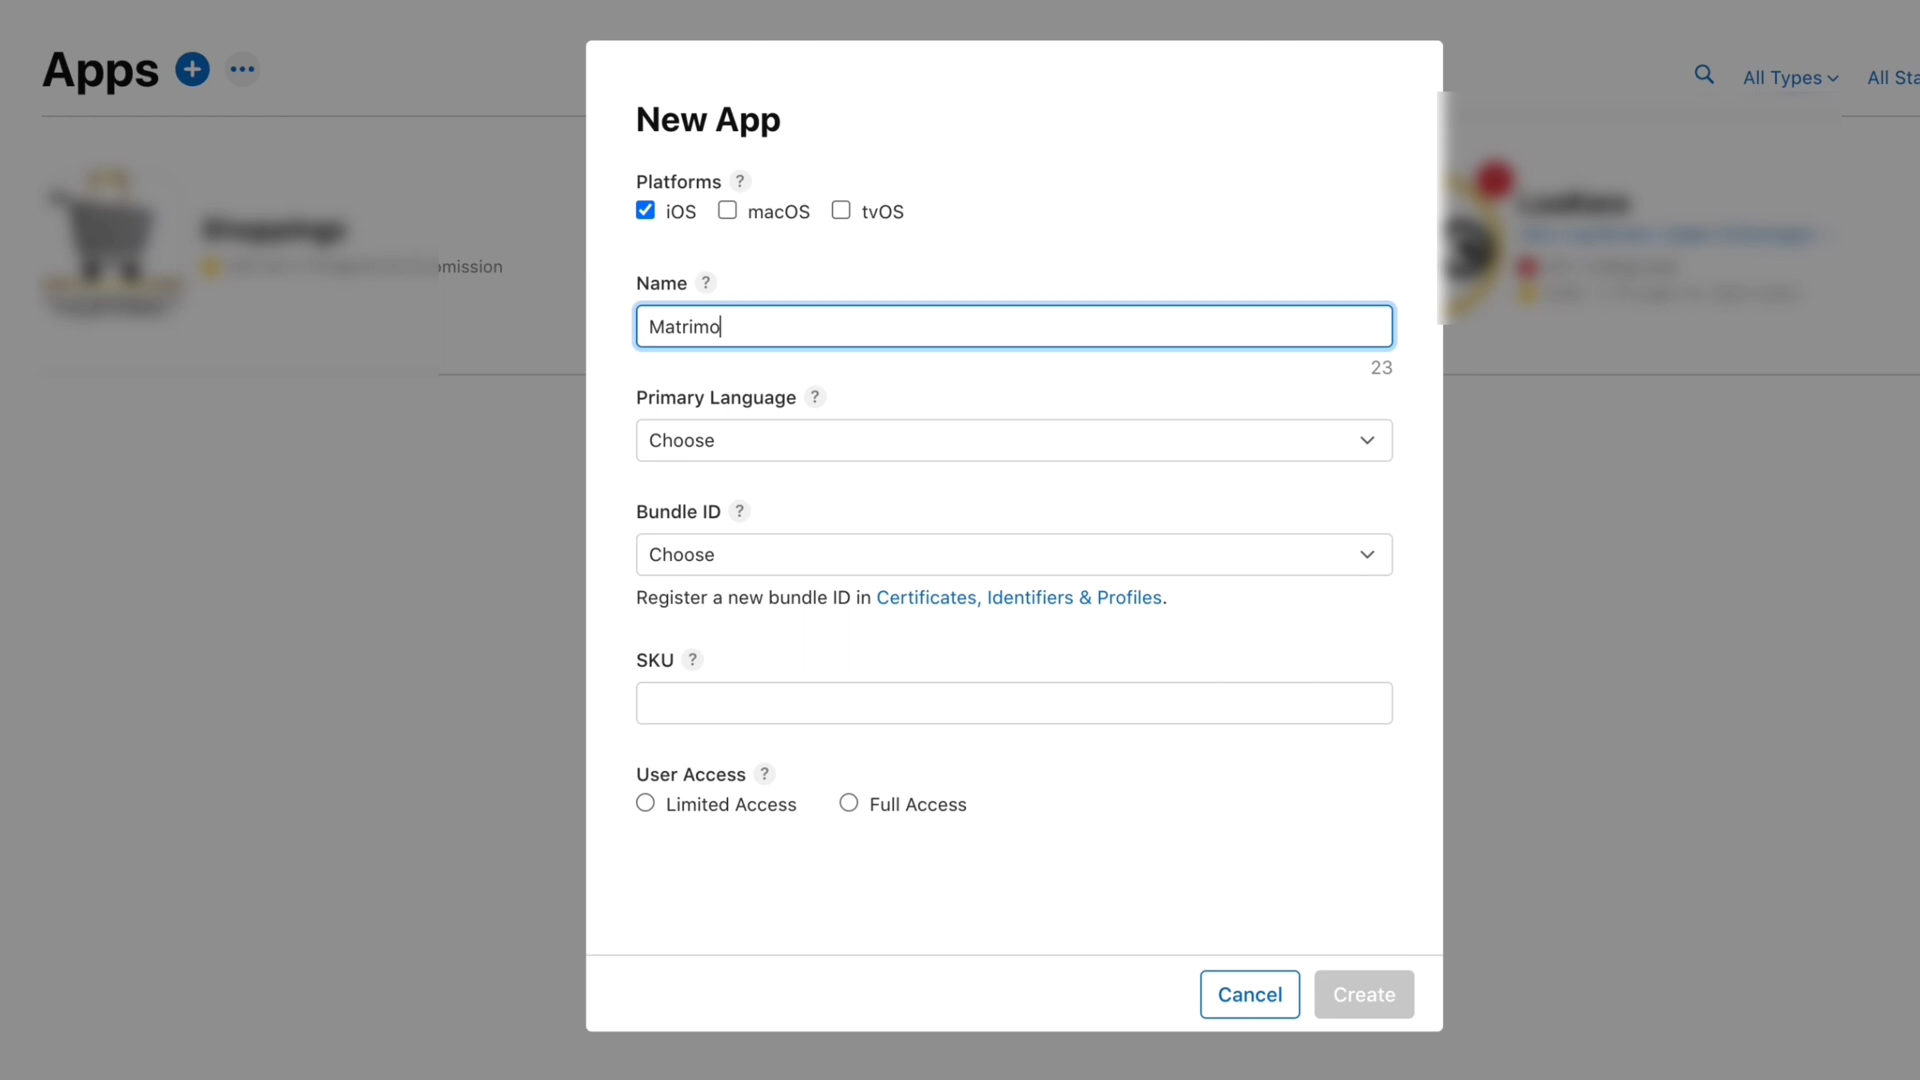 Apps
All Types
All Sta
New App
Platforms ?
iOS macOS tvOS
Name ?
Matrimo
23
Primary Language ?
Choose
Bundle ID ?
Choose
Register a new bundle ID in Certificates, Identifiers & Profiles.
SKU ?
User Access ?
Limited Access Full Access
Cancel Create
mission